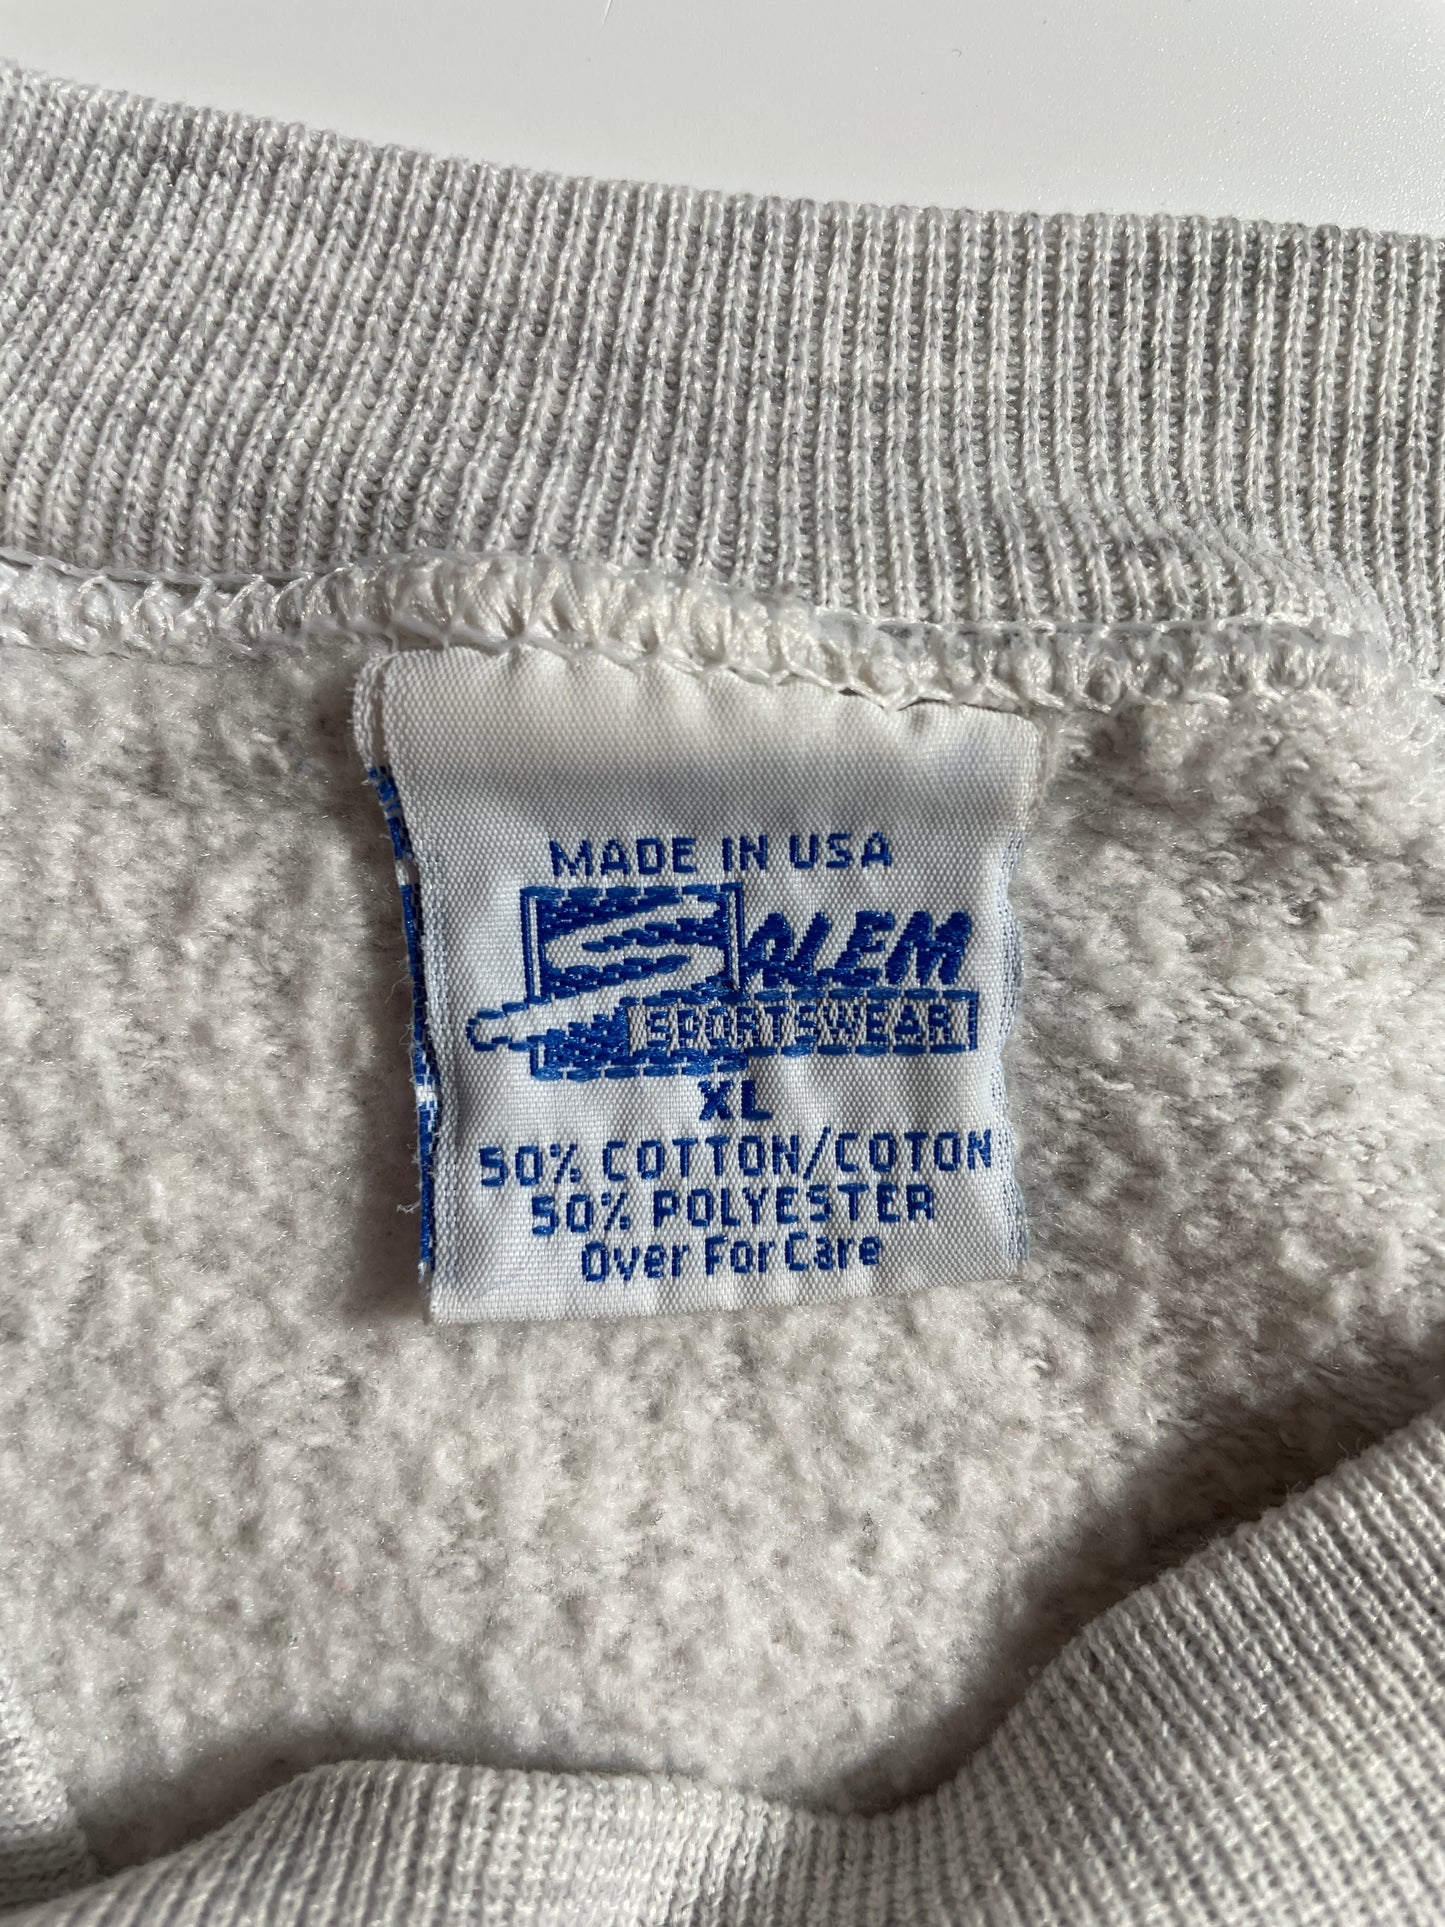 MADE IN USA
SALEM
SPORTSWEAR
XL
50% COTTON/COTON
50% POLYESTER
Over For Care